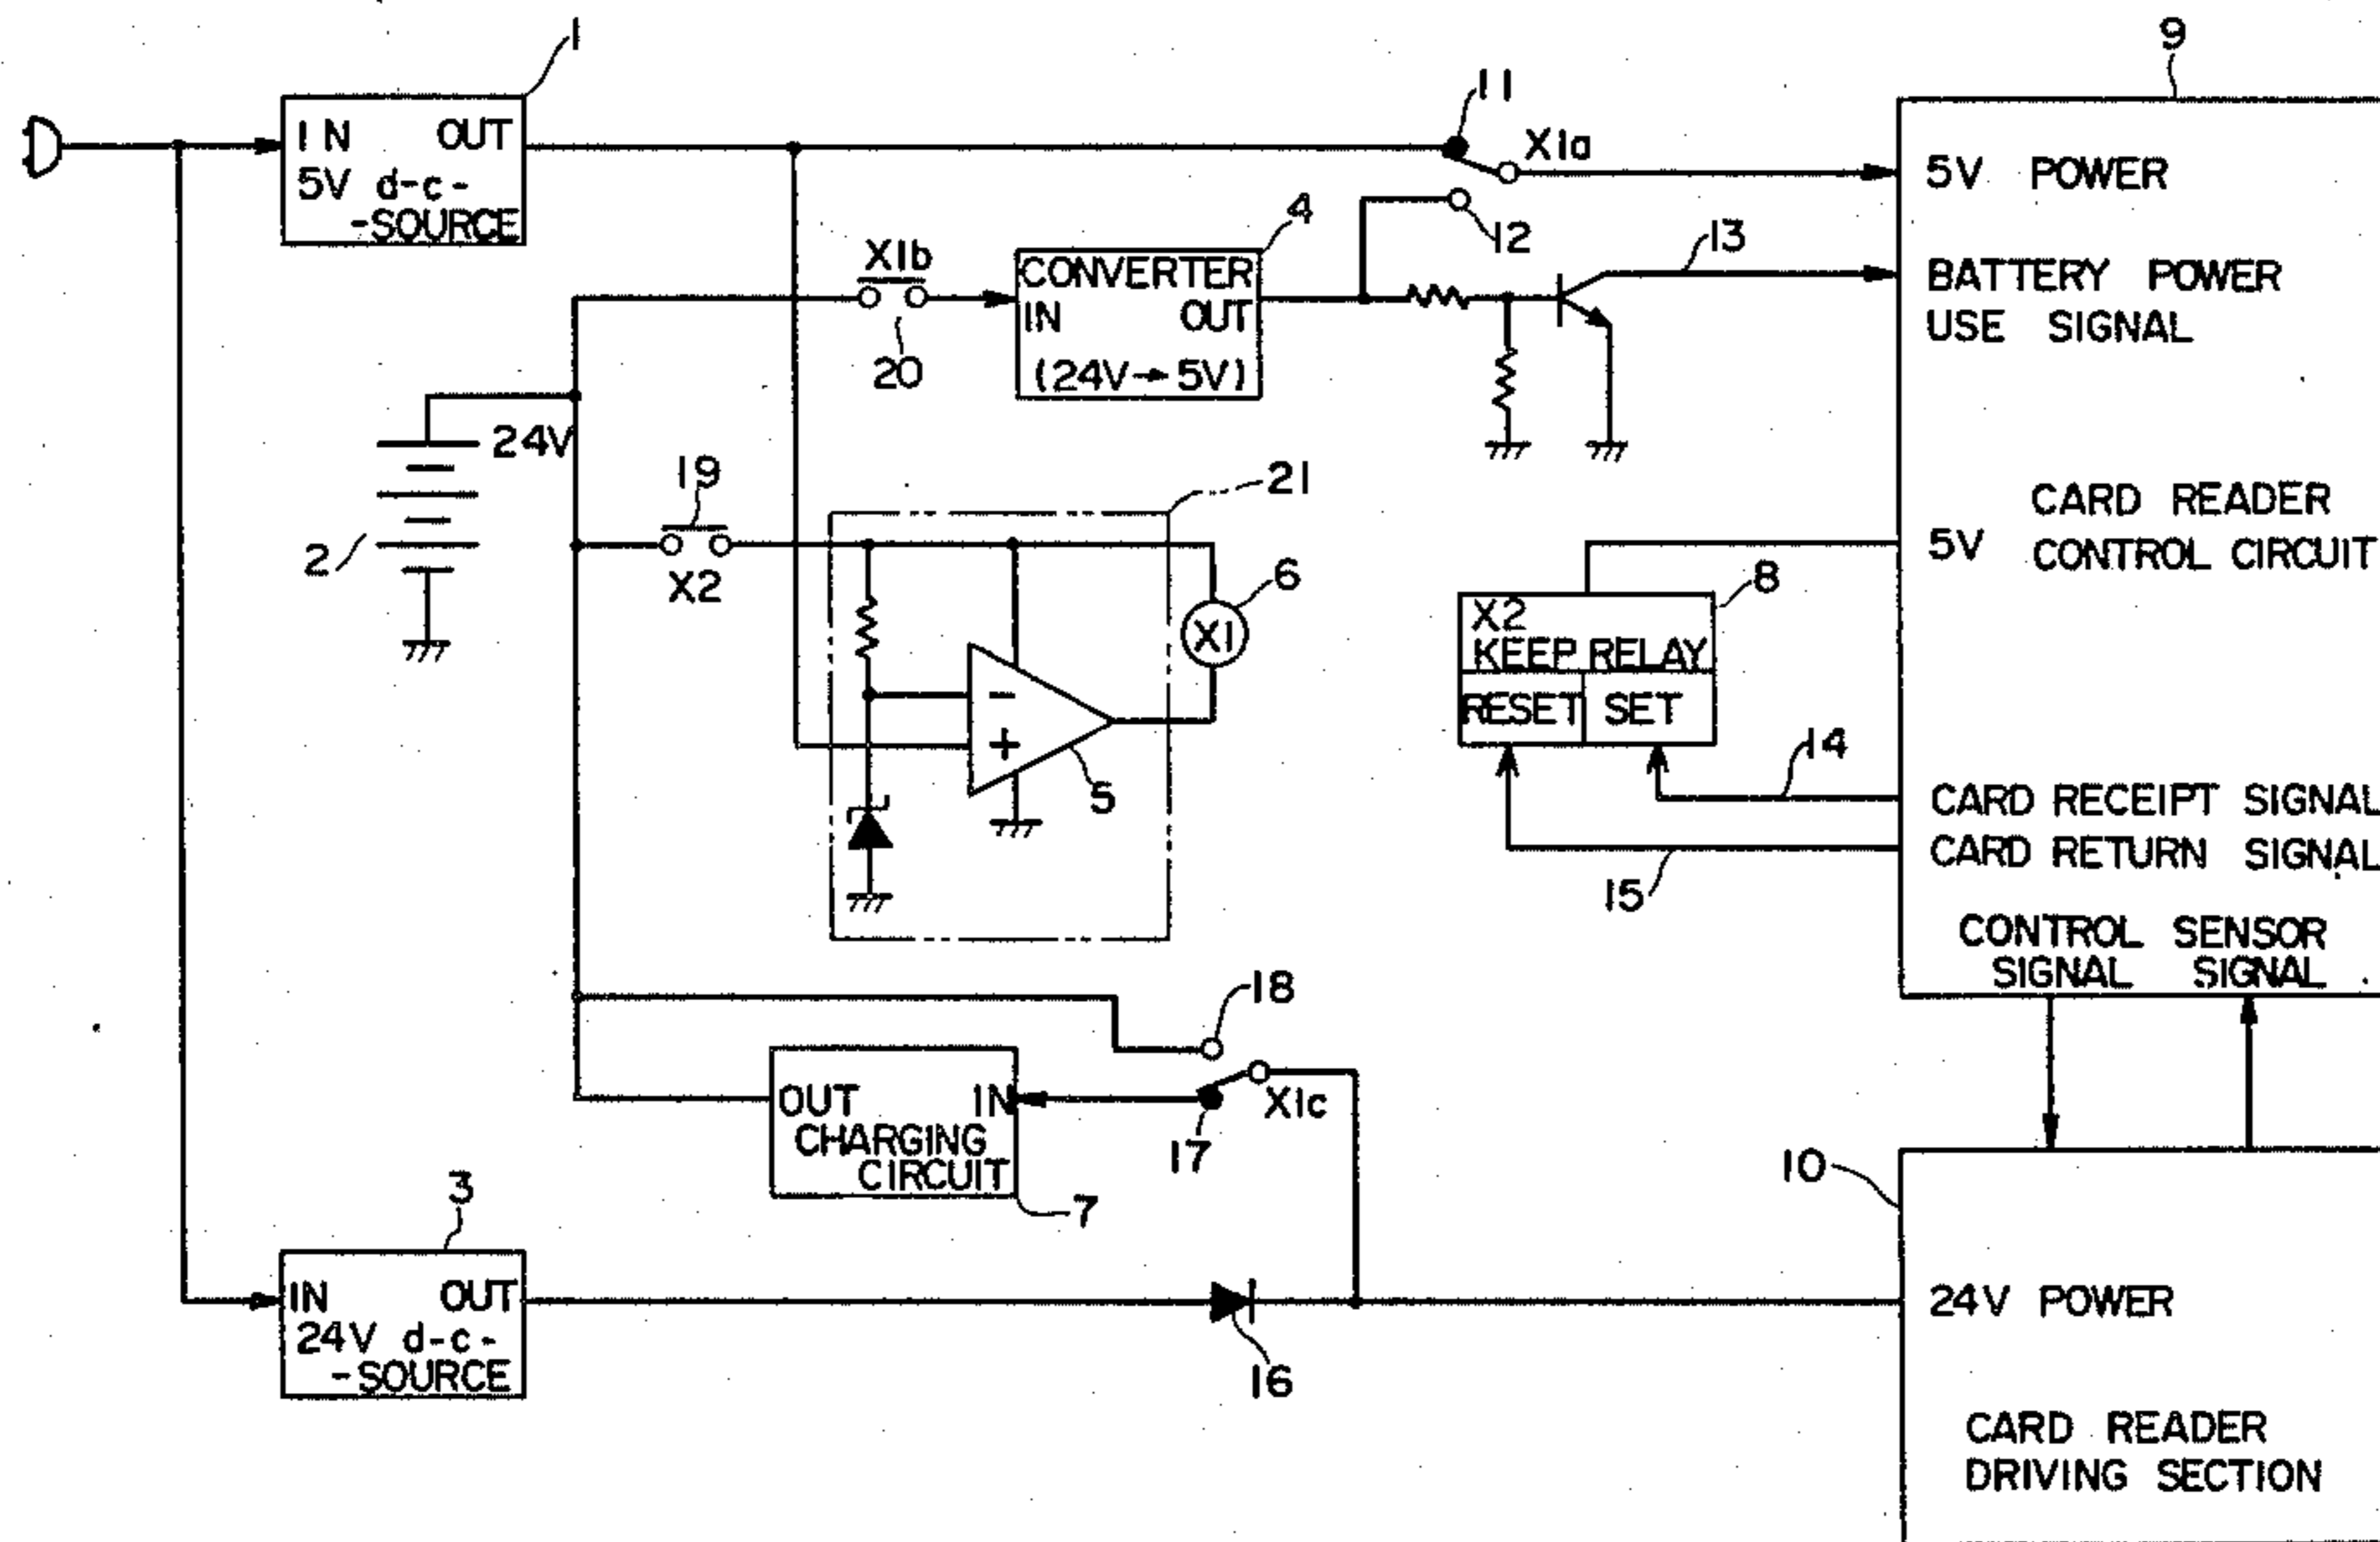 1
9
IN OUT
5V d-c-
-SOURCE
11
X1a
5V POWER
4
12
13
X1b
CONVERTER
IN OUT
(24V→5V)
20
BATTERY POWER
USE SIGNAL
24V
2
19
X2
21
CARD READER
CONTROL CIRCUIT
5V
6
X1
8
X2
KEEP RELAY
RESET SET
-
+
5
14
CARD RECEIPT SIGNAL
CARD RETURN SIGNAL
15
CONTROL SENSOR
SIGNAL SIGNAL
18
OUT IN
CHARGING
CIRCUIT
17
X1c
7
10
3
IN OUT
24V d-c-
-SOURCE
16
24V POWER
CARD READER
DRIVING SECTION